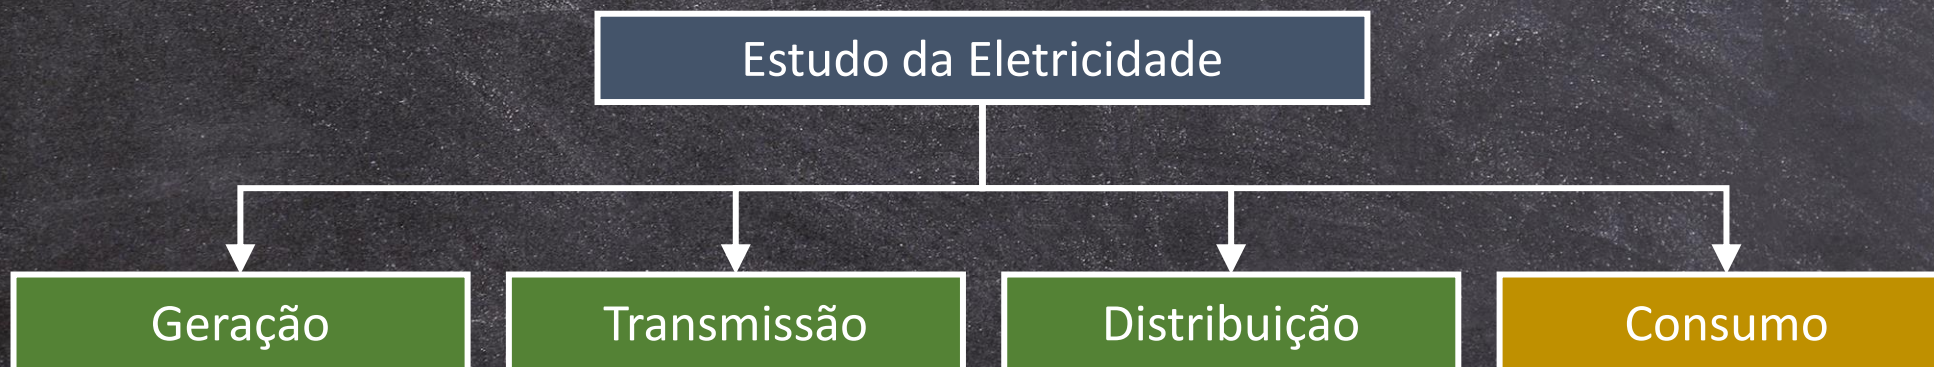 Estudo da Eletricidade
Geração
Transmissão
Distribuição
Consumo